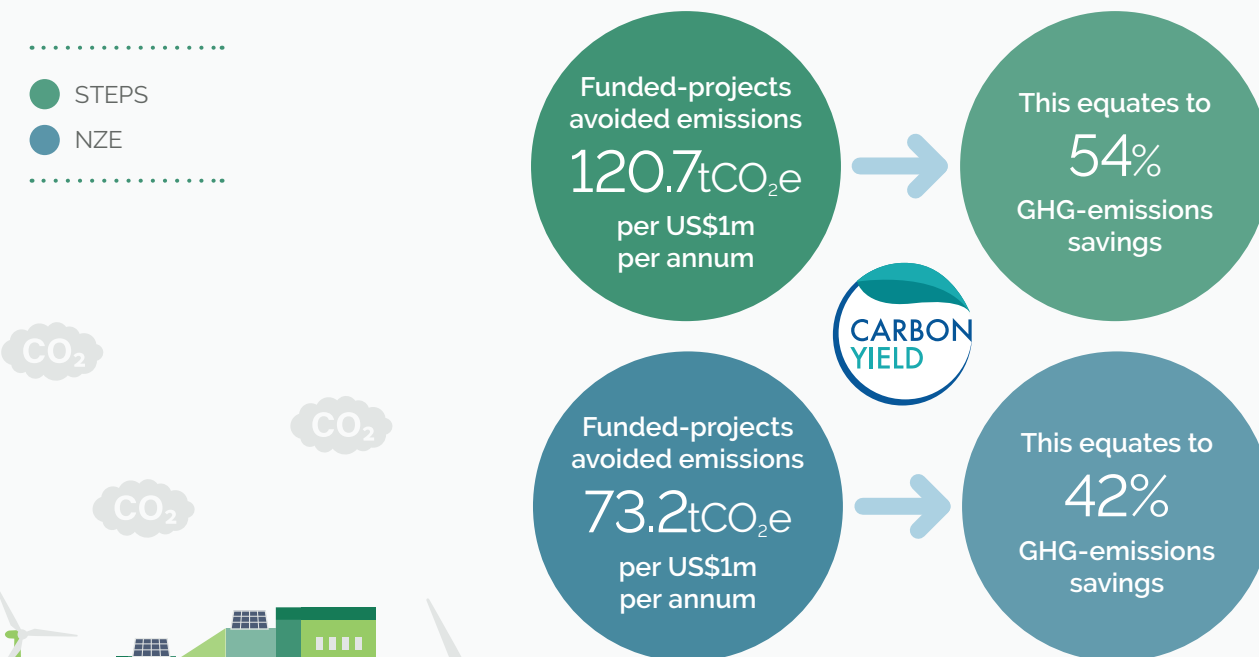 STEPS
NZE
Funded-projects
avoided emissions
120.7tCO₂e
per US$1m
per annum
This equates to
54%
GHG-emissions
savings
CARBON
YIELD
Funded-projects
avoided emissions
73.2tCO₂e
per US$1m
per annum
This equates to
42%
GHG-emissions
savings
CO₂
CO₂
CO₂